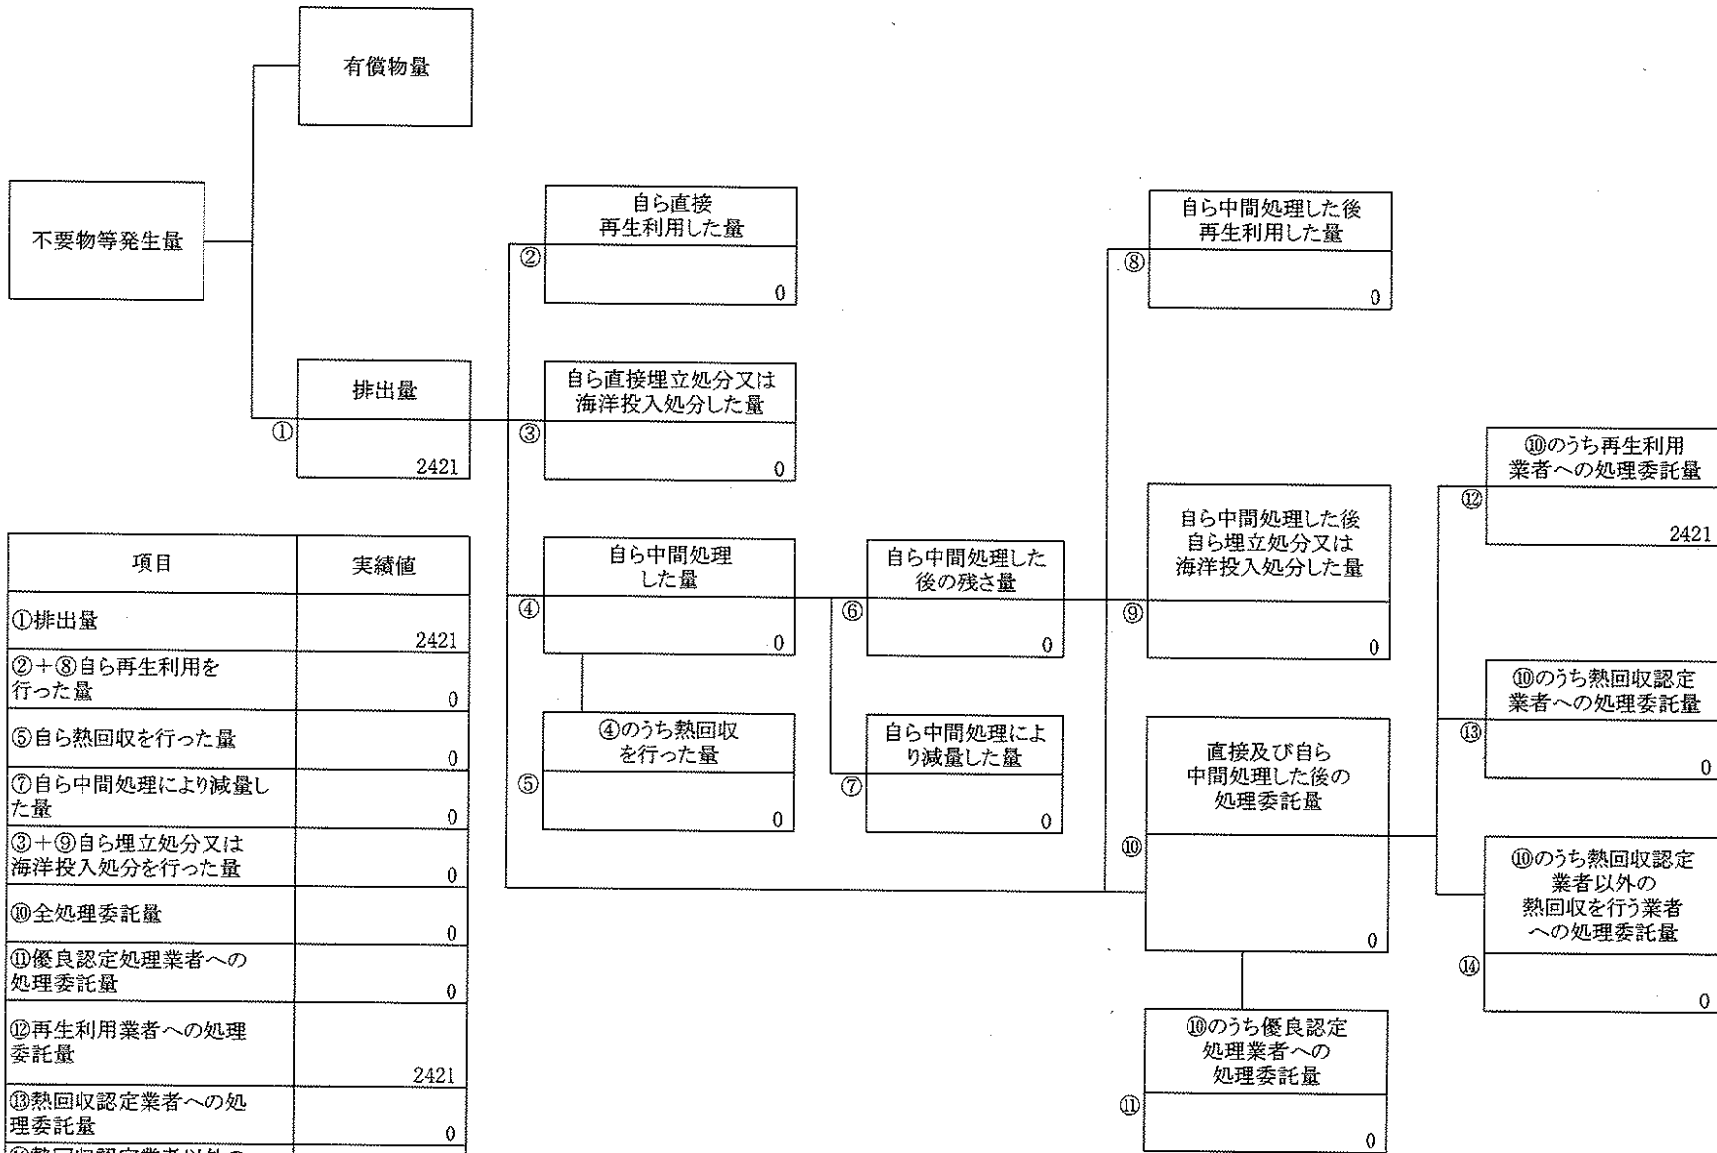 有償物量
不要物等発生量
排出量
①
2421
自ら直接
再生利用した量
②
0
自ら直接埋立処分又は
海洋投入処分した量
③
0
自ら中間処理
した量
④
0
④のうち熱回収
を行った量
⑤
0
自ら中間処理した
後の残さ量
⑥
0
自ら中間処理によ
り減量した量
⑦
0
自ら中間処理した後
再生利用した量
⑧
0
自ら中間処理した後
自ら埋立処分又は
海洋投入処分した量
⑨
0
直接及び自ら
中間処理した後の
処理委託量
⑩
0
⑩のうち優良認定
処理業者への
処理委託量
⑪
0
⑩のうち再生利用
業者への処理委託量
⑫
2421
⑩のうち熱回収認定
業者への処理委託量
⑬
0
⑩のうち熱回収認定
業者以外の
熱回収を行う業者
への処理委託量
⑭
0
項目 実績値
①排出量
2421
②+⑧自ら再生利用を
行った量
0
⑤自ら熱回収を行った量
0
⑦自ら中間処理により減量し
た量
0
③+⑨自ら埋立処分又は
海洋投入処分を行った量
0
⑩全処理委託量
0
⑪優良認定処理業者への
処理委託量
0
⑫再生利用業者への処理
委託量
2421
⑬熱回収認定業者への処
理委託量
0
⑭熱回収認定業者以外の